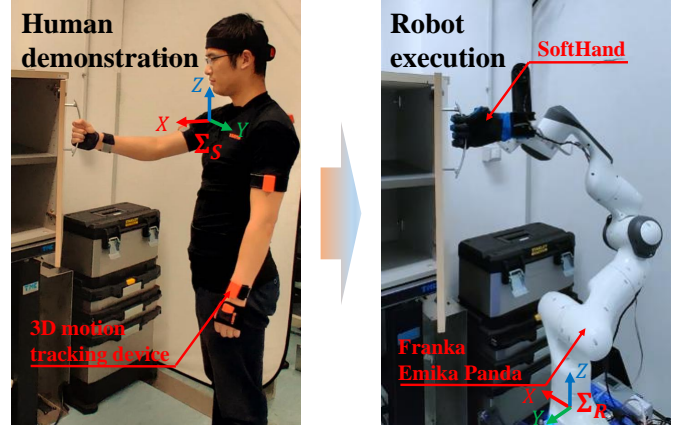 Human
demonstration
Z
X
Y
Σ_S
3D motion
tracking device
Robot
execution
SoftHand
Franka
Emika Panda
Z
X
Y
Σ_R